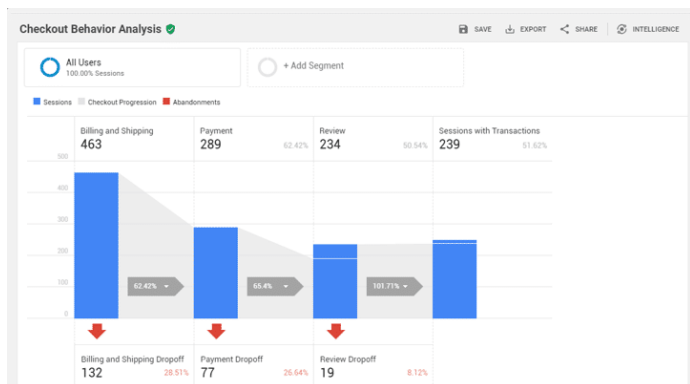 Checkout Behavior Analysis
SAVE EXPORT SHARE INTELLIGENCE
All Users
100.00% Sessions
+ Add Segment
Sessions Checkout Progression Abandonments
Billing and Shipping Payment Review Sessions with Transactions
463 289 62.42% 234 50.54% 239 51.62%
500
400
300
200
100
0
62.42% 65.4% 101.71%
Billing and Shipping Dropoff Payment Dropoff Review Dropoff
132 28.51% 77 26.64% 19 8.12%